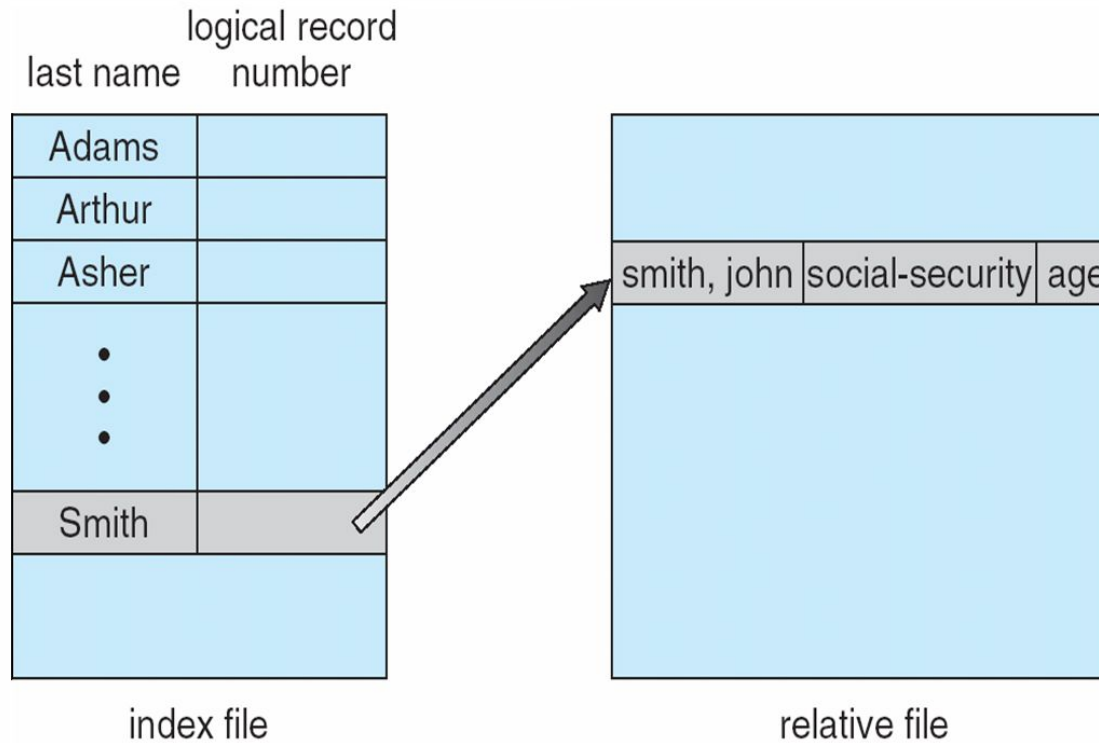 logical record
last name number
Adams
Arthur
Asher
Smith
smith, john social-security age
index file relative file